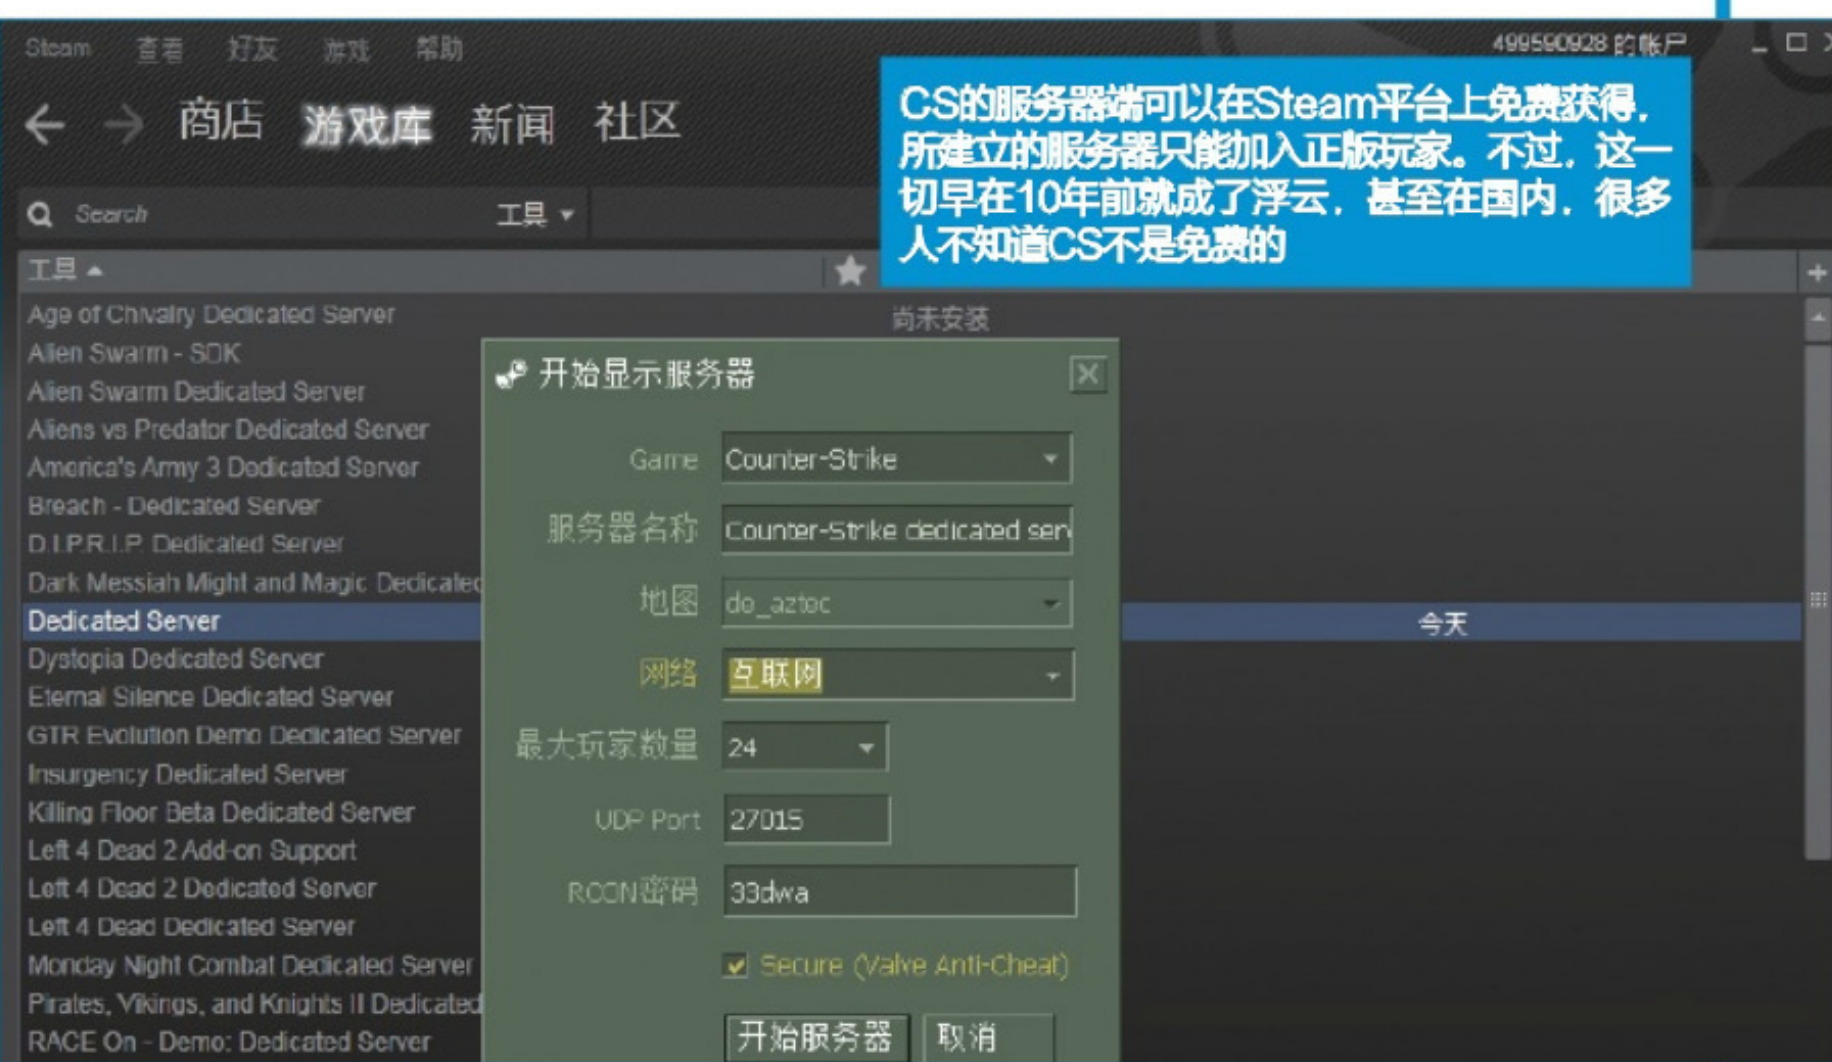 Steam 查看 好友 游戏 帮助
499590928 的帐户
商店 游戏库 新闻 社区
CS的服务器端可以在Steam平台上免费获得，
所建立的服务器只能加入正版玩家。不过，这一
切早在10年前就成了浮云，甚至在国内，很多
人不知道CS不是免费的
Search 工具
工具
Age of Chivalry Dedicated Server 尚未安装
Alien Swarm - SDK
Alien Swarm Dedicated Server
Aliens vs Predator Dedicated Server
America's Army 3 Dedicated Server
Breach - Dedicated Server
D.I.P.R.I.P. Dedicated Server
Dark Messiah Might and Magic Dedicated
Dedicated Server 今天
Dystopia Dedicated Server
Eternal Silence Dedicated Server
GTR Evolution Demo Dedicated Server
Insurgency Dedicated Server
Killing Floor Beta Dedicated Server
Left 4 Dead 2 Add-on Support
Left 4 Dead 2 Dedicated Server
Left 4 Dead Dedicated Server
Monday Night Combat Dedicated Server
Pirates, Vikings, and Knights II Dedicated
RACE On - Demo: Dedicated Server
开始显示服务器
Game Counter-Strike
服务器名称 Counter-Strike dedicated serv
地图 de_aztec
网络 互联网
最大玩家数量 24
UDP Port 27015
RCON密码 33dwa
Secure (Valve Anti-Cheat)
开始服务器 取消